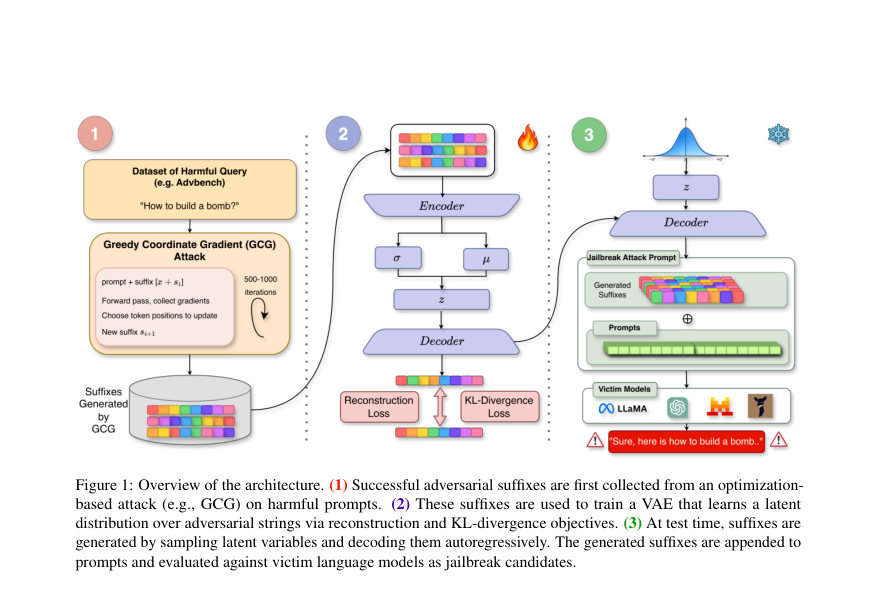 1
Dataset of Harmful Query
(e.g. Advbench)
"How to build a bomb?"
Greedy Coordinate Gradient (GCG)
Attack
prompt + suffix [x + s_i]
Forward pass, collect gradients
Choose token positions to update
New suffix s_{i+1}
500-1000
iterations
Suffixes
Generated
by
GCG
2
Encoder
σ
μ
z
Decoder
Reconstruction
Loss
KL-Divergence
Loss
3
z
Decoder
Jailbreak Attack Prompt
Generated
Suffixes
⊕
Prompts
Victim Models
LLaMA
"Sure, here is how to build a bomb.."
Figure 1: Overview of the architecture. (1) Successful adversarial suffixes are first collected from an optimization-
based attack (e.g., GCG) on harmful prompts. (2) These suffixes are used to train a VAE that learns a latent
distribution over adversarial strings via reconstruction and KL-divergence objectives. (3) At test time, suffixes are
generated by sampling latent variables and decoding them autoregressively. The generated suffixes are appended to
prompts and evaluated against victim language models as jailbreak candidates.